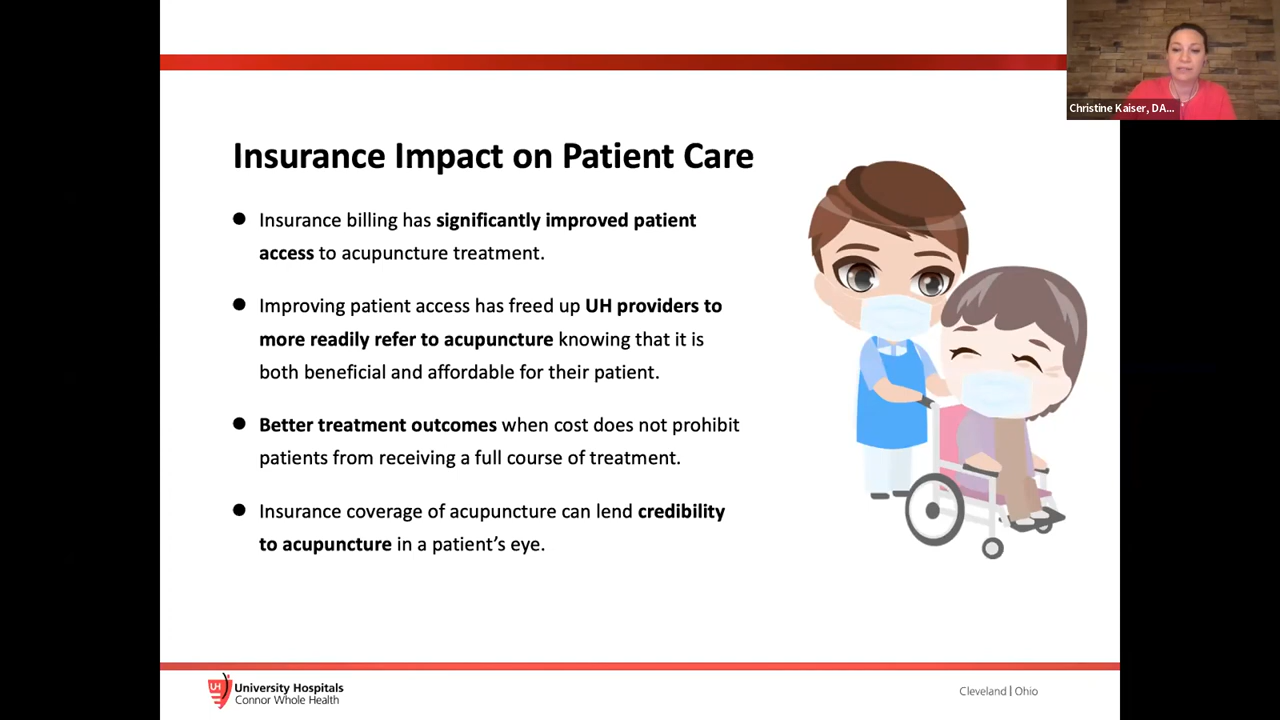 Christine Kaiser, DA...
Insurance Impact on Patient Care
● Insurance billing has significantly improved patient
access to acupuncture treatment.
● Improving patient access has freed up UH providers to
more readily refer to acupuncture knowing that it is
both beneficial and affordable for their patient.
● Better treatment outcomes when cost does not prohibit
patients from receiving a full course of treatment.
● Insurance coverage of acupuncture can lend credibility
to acupuncture in a patient’s eye.
UH
University Hospitals
Connor Whole Health
Cleveland | Ohio